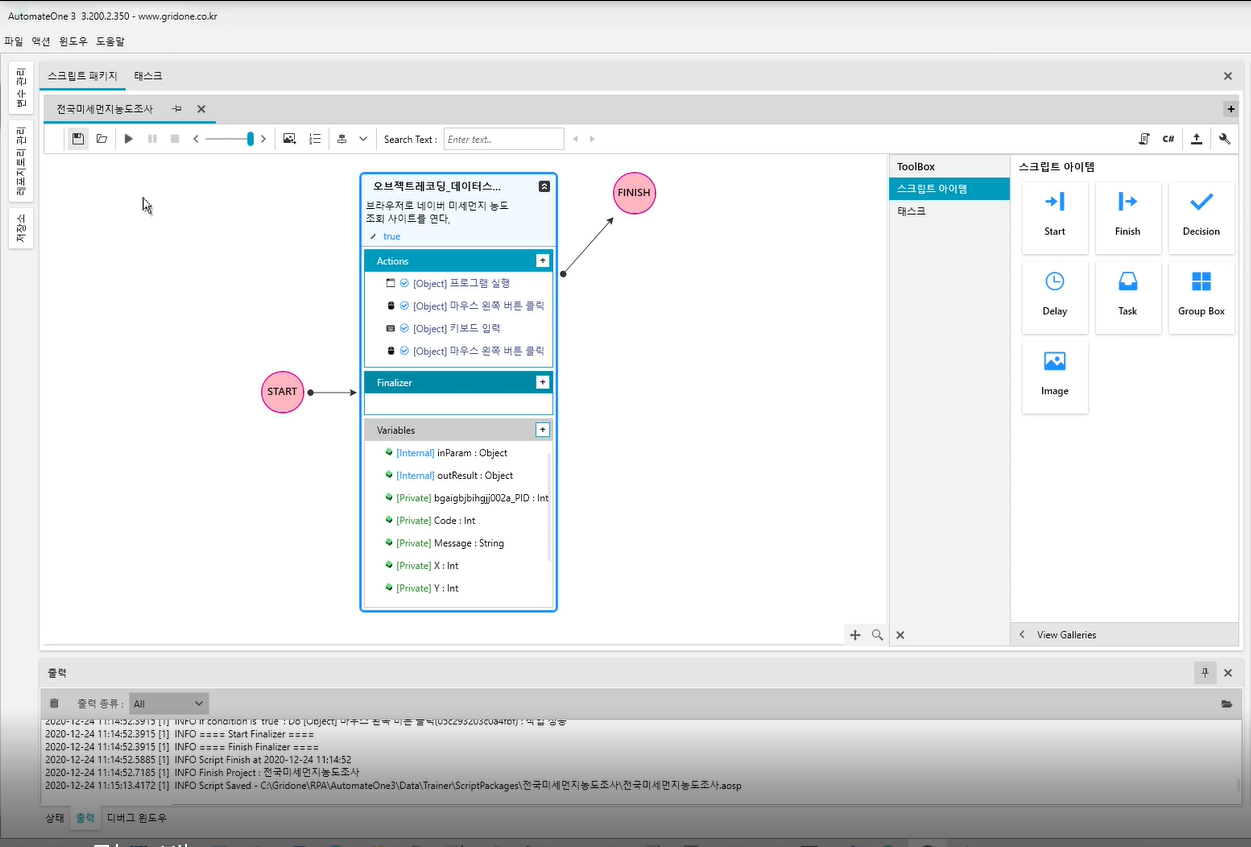 AutomateOne 3 3.200.2.350 - www.gridone.co.kr
파일 액션 윈도우 도움말
변수 관리
레포지토리 관리
저장소
스크립트 패키지 태스크
전국미세먼지농도조사
Search Text : Enter text..
C#
오브젝트레코딩_데이터스...
브라우저로 네이버 미세먼지 농도
조회 사이트를 연다,
true
Actions
[Object] 프로그램 실행
[Object] 마우스 왼쪽 버튼 클릭
[Object] 키보드 입력
[Object] 마우스 왼쪽 버튼 클릭
Finalizer
Variables
[Internal] inParam : Object
[Internal] outResult : Object
[Private] bgaigbjbihgjj002a_PID : Int
[Private] Code : Int
[Private] Message : String
[Private] X : Int
[Private] Y : Int
START
FINISH
ToolBox
스크립트 아이템
태스크
스크립트 아이템
Start Finish Decision
Delay Task Group Box
Image
View Galleries
출력
출력 종류 : All
2020-12-24 11:14:52.3915 [1] INFO If condition is 'true' : Do [Object] 마우스 왼쪽 버튼 클릭(05c293203c0a4fbf) : 작업 성공
2020-12-24 11:14:52.3915 [1] INFO ==== Start Finalizer ====
2020-12-24 11:14:52.3915 [1] INFO ==== Finish Finalizer ====
2020-12-24 11:14:52.5885 [1] INFO Script Finish at 2020-12-24 11:14:52
2020-12-24 11:14:52.7185 [1] INFO Finish Project : 전국미세먼지농도조사
2020-12-24 11:15:13.4172 [1] INFO Script Saved - C:\Gridone\RPA\AutomateOne3\Data\Trainer\ScriptPackages\전국미세먼지농도조사\전국미세먼지농도조사.aosp
상태 출력 디버그 윈도우